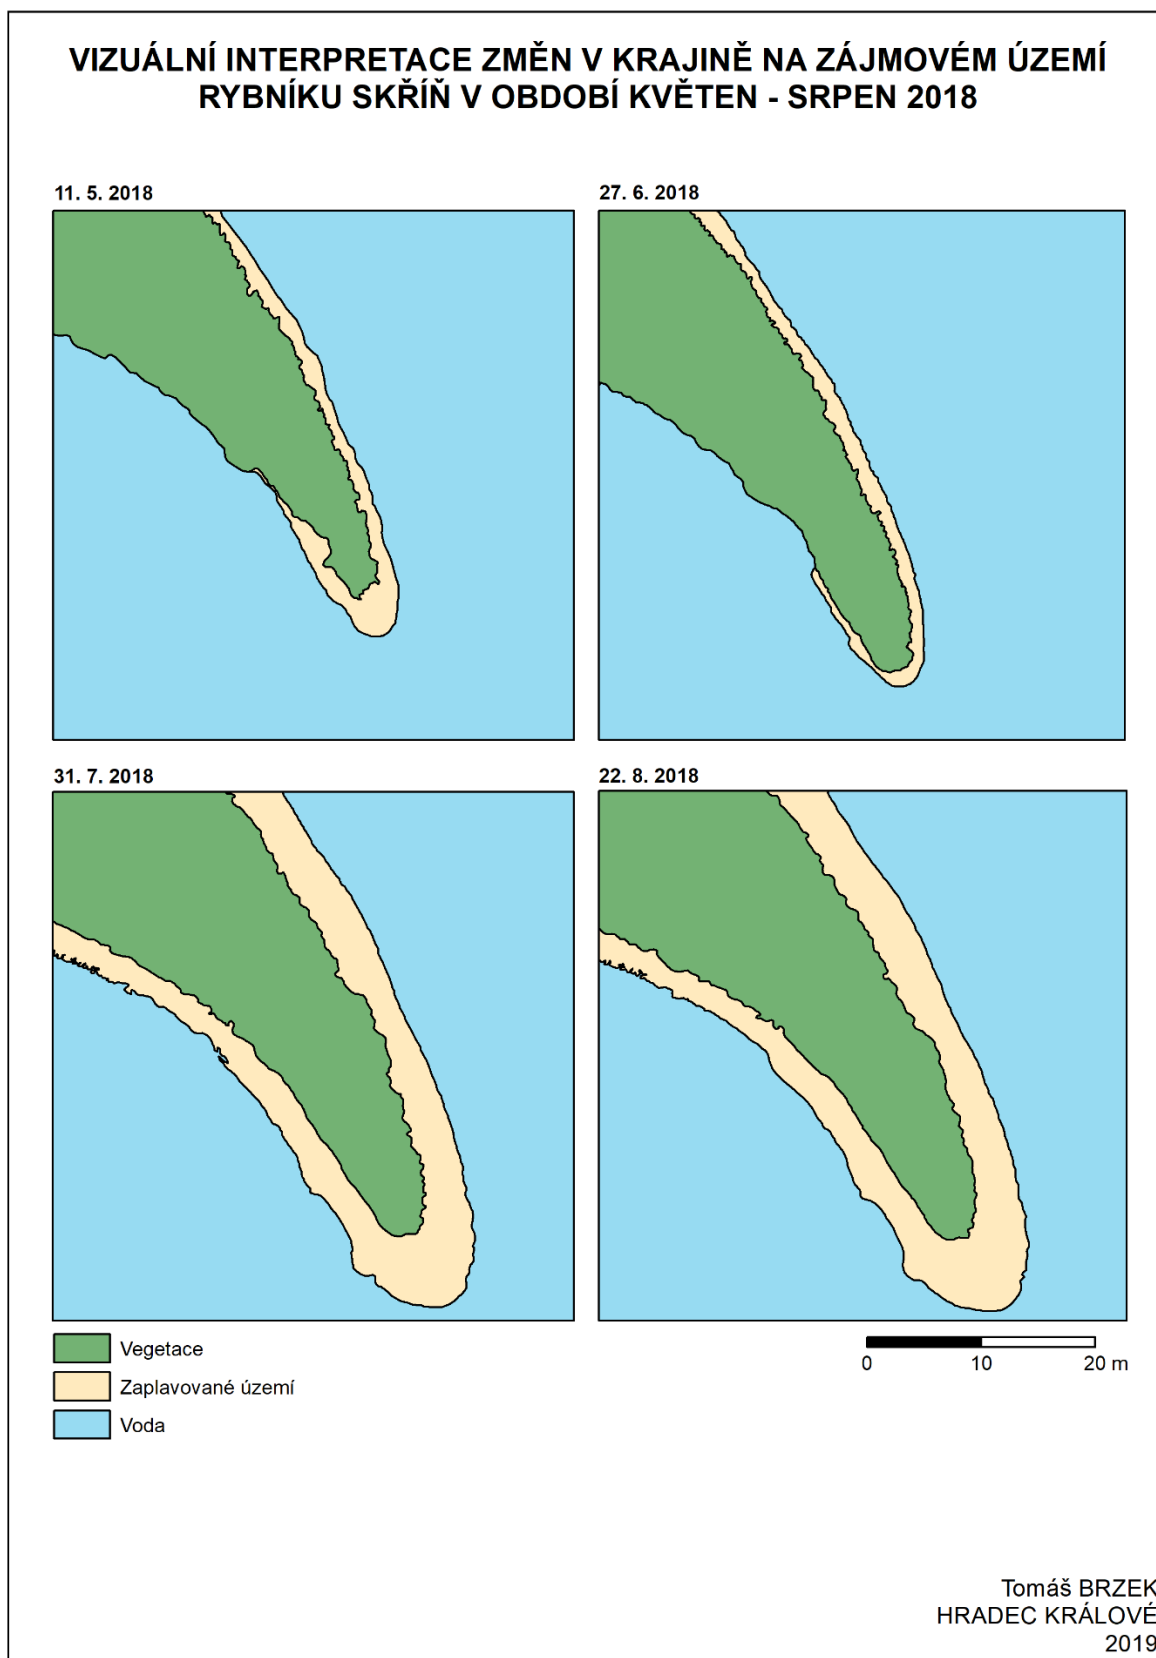 VIZUÁLNÍ INTERPRETACE ZMĚN V KRAJINĚ NA ZÁJMOVÉM ÚZEMÍ
RYBNÍKU SKŘÍŇ V OBDOBÍ KVĚTEN - SRPEN 2018
11. 5. 2018
27. 6. 2018
31. 7. 2018
22. 8. 2018
Vegetace
Zaplavované území
Voda
0 10 20 m
Tomáš BRZEK
HRADEC KRÁLOVÉ
2019